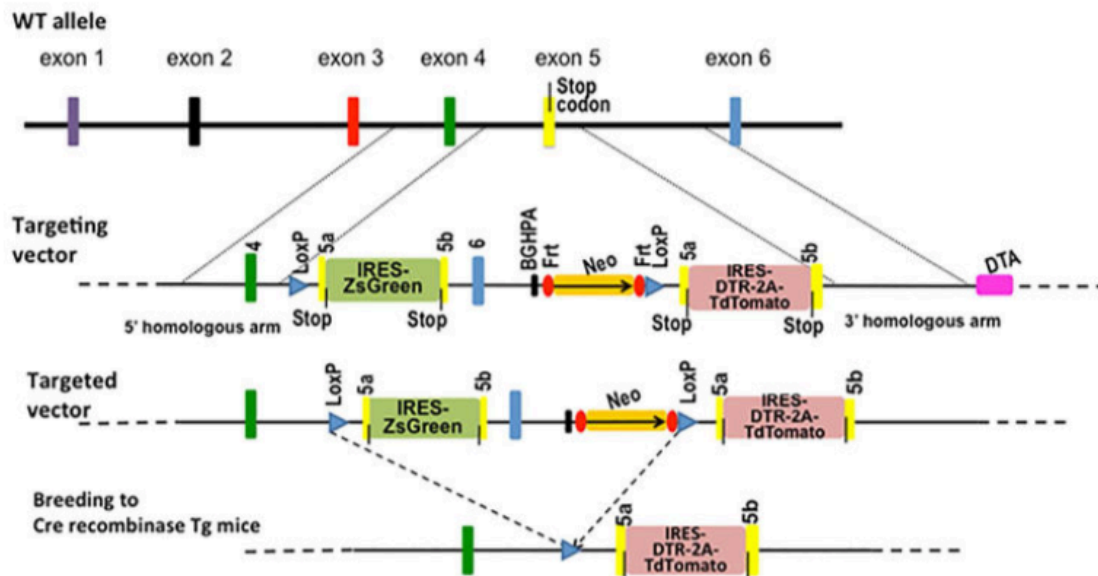 WT allele
exon 1 exon 2 exon 3 exon 4 exon 5 exon 6
Stop
codon
Targeting
vector
4 LoxP 5a 5b 6 BGHPA Frt Neo Frt LoxP 5a 5b DTA
IRES-
ZsGreen
IRES-
DTR-2A-
TdTomato
Stop Stop Stop Stop
5' homologous arm 3' homologous arm
Targeted
vector
LoxP 5a 5b Neo LoxP 5a 5b
IRES-
ZsGreen
IRES-
DTR-2A-
TdTomato
Breeding to
Cre recombinase Tg mice
5a 5b
IRES-
DTR-2A-
TdTomato